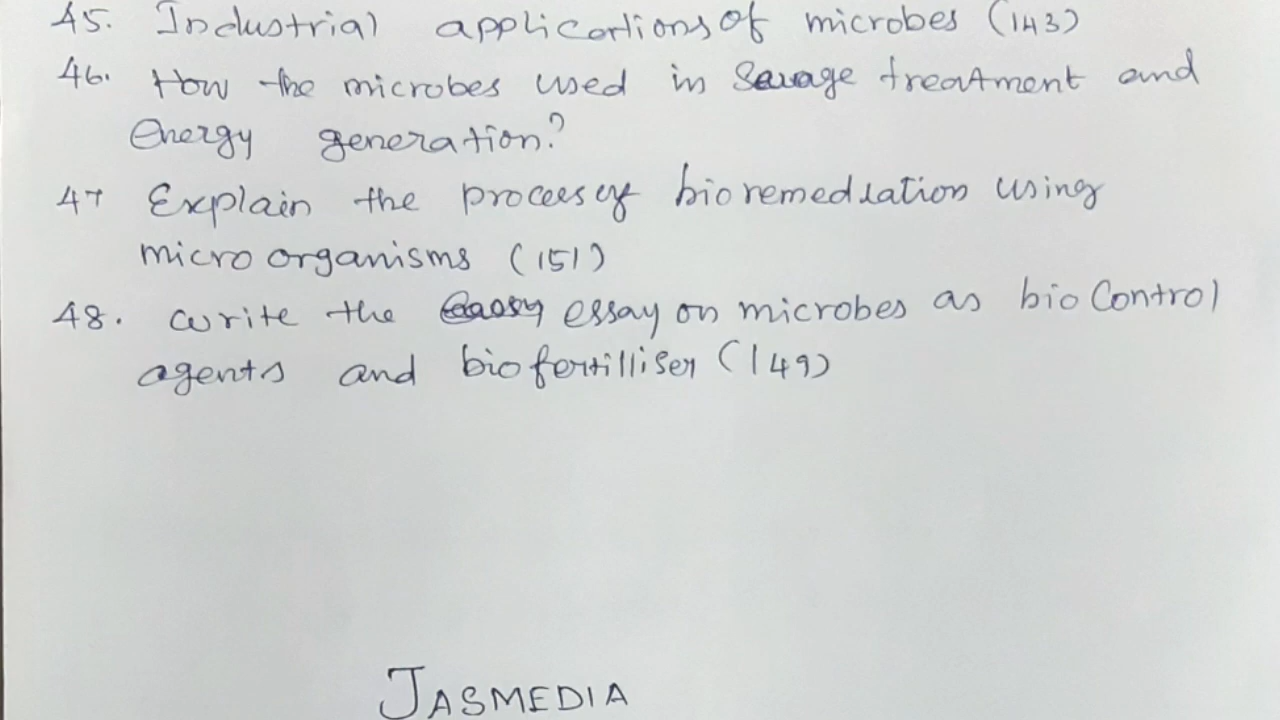 45. Industrial applications of microbes (143)
46. How the microbes used in Sewage treatment and
Energy generation?
47 Explain the process of bioremediation using
micro organisms (151)
48. Write the essay on microbes as bio Control
agents and biofertilliser (149)
JASMEDIA